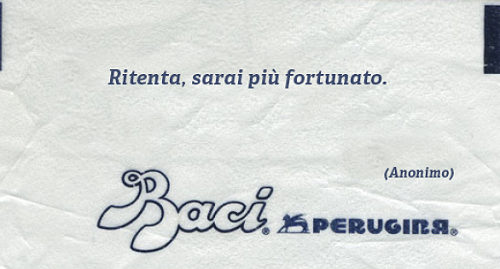 Ritenta, sarai più fortunato.
(Anonimo)
Baci® PERUGINA®